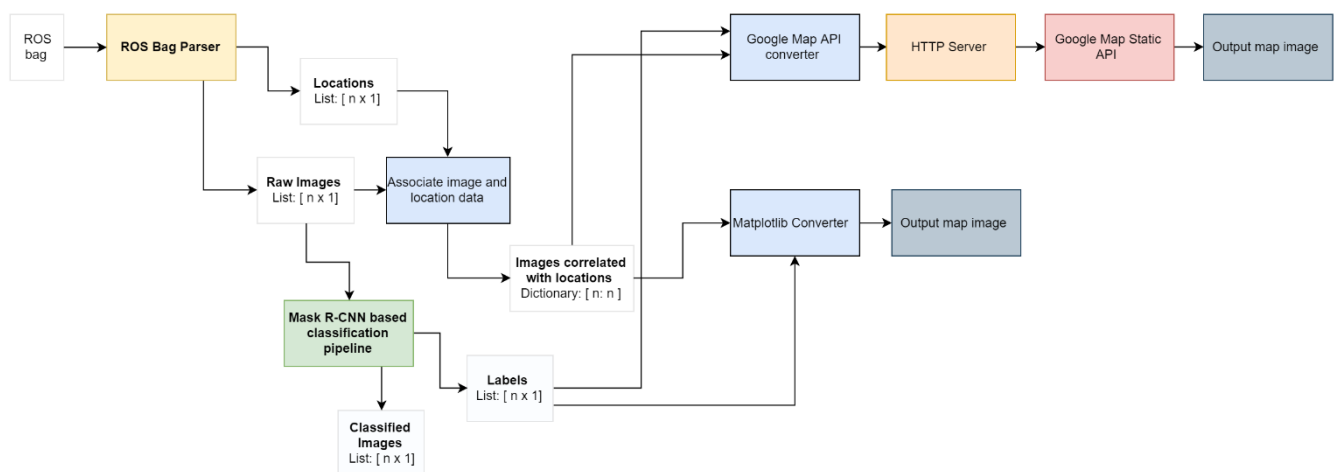 ROS
bag
ROS Bag Parser
Locations
List: [ n x 1]
Raw Images
List: [ n x 1]
Associate image and
location data
Images correlated
with locations
Dictionary: [ n: n ]
Mask R-CNN based
classification
pipeline
Labels
List: [ n x 1]
Classified
Images
List: [ n x 1]
Google Map API
converter
HTTP Server
Google Map Static
API
Output map image
Matplotlib Converter
Output map image